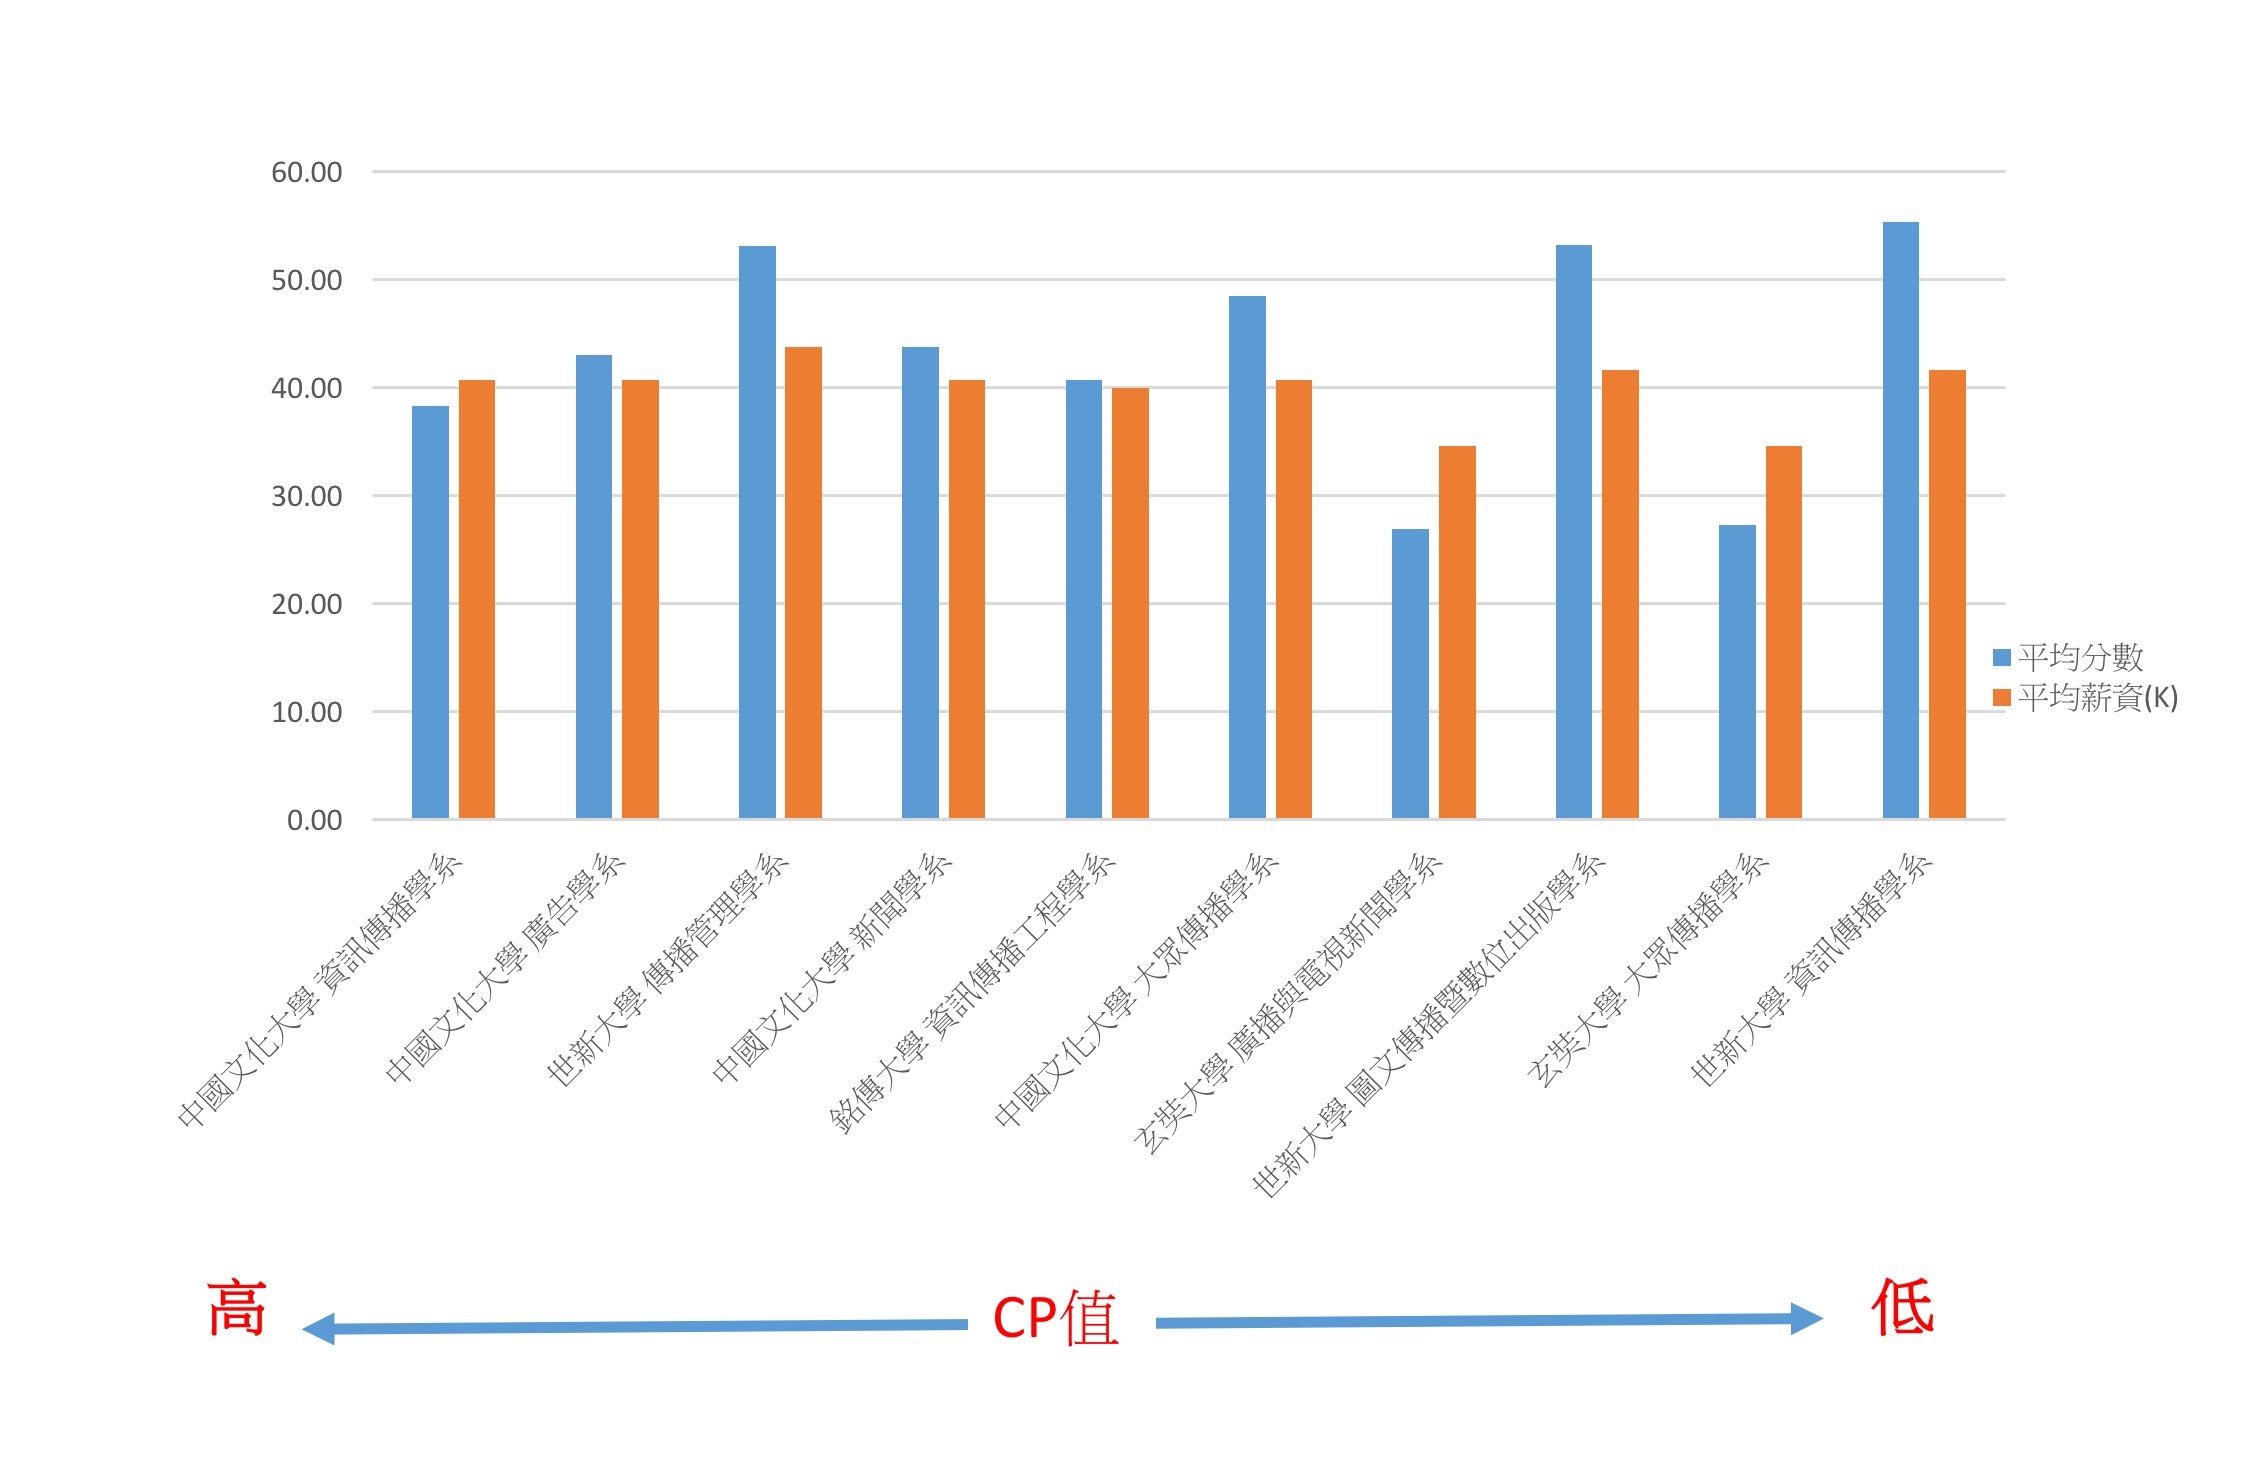 60.00
50.00
40.00
30.00
20.00
10.00
0.00
平均分數
平均薪資(K)
中國文化大學 資訊傳播學系
中國文化大學 廣告學系
世新大學 傳播管理學系
中國文化大學 新聞學系
銘傳大學 資訊傳播工程學系
中國文化大學 大眾傳播學系
玄奘大學 廣播與電視新聞學系
世新大學 圖文傳播暨數位出版學系
玄奘大學 大眾傳播學系
世新大學 資訊傳播學系
高 CP值 低